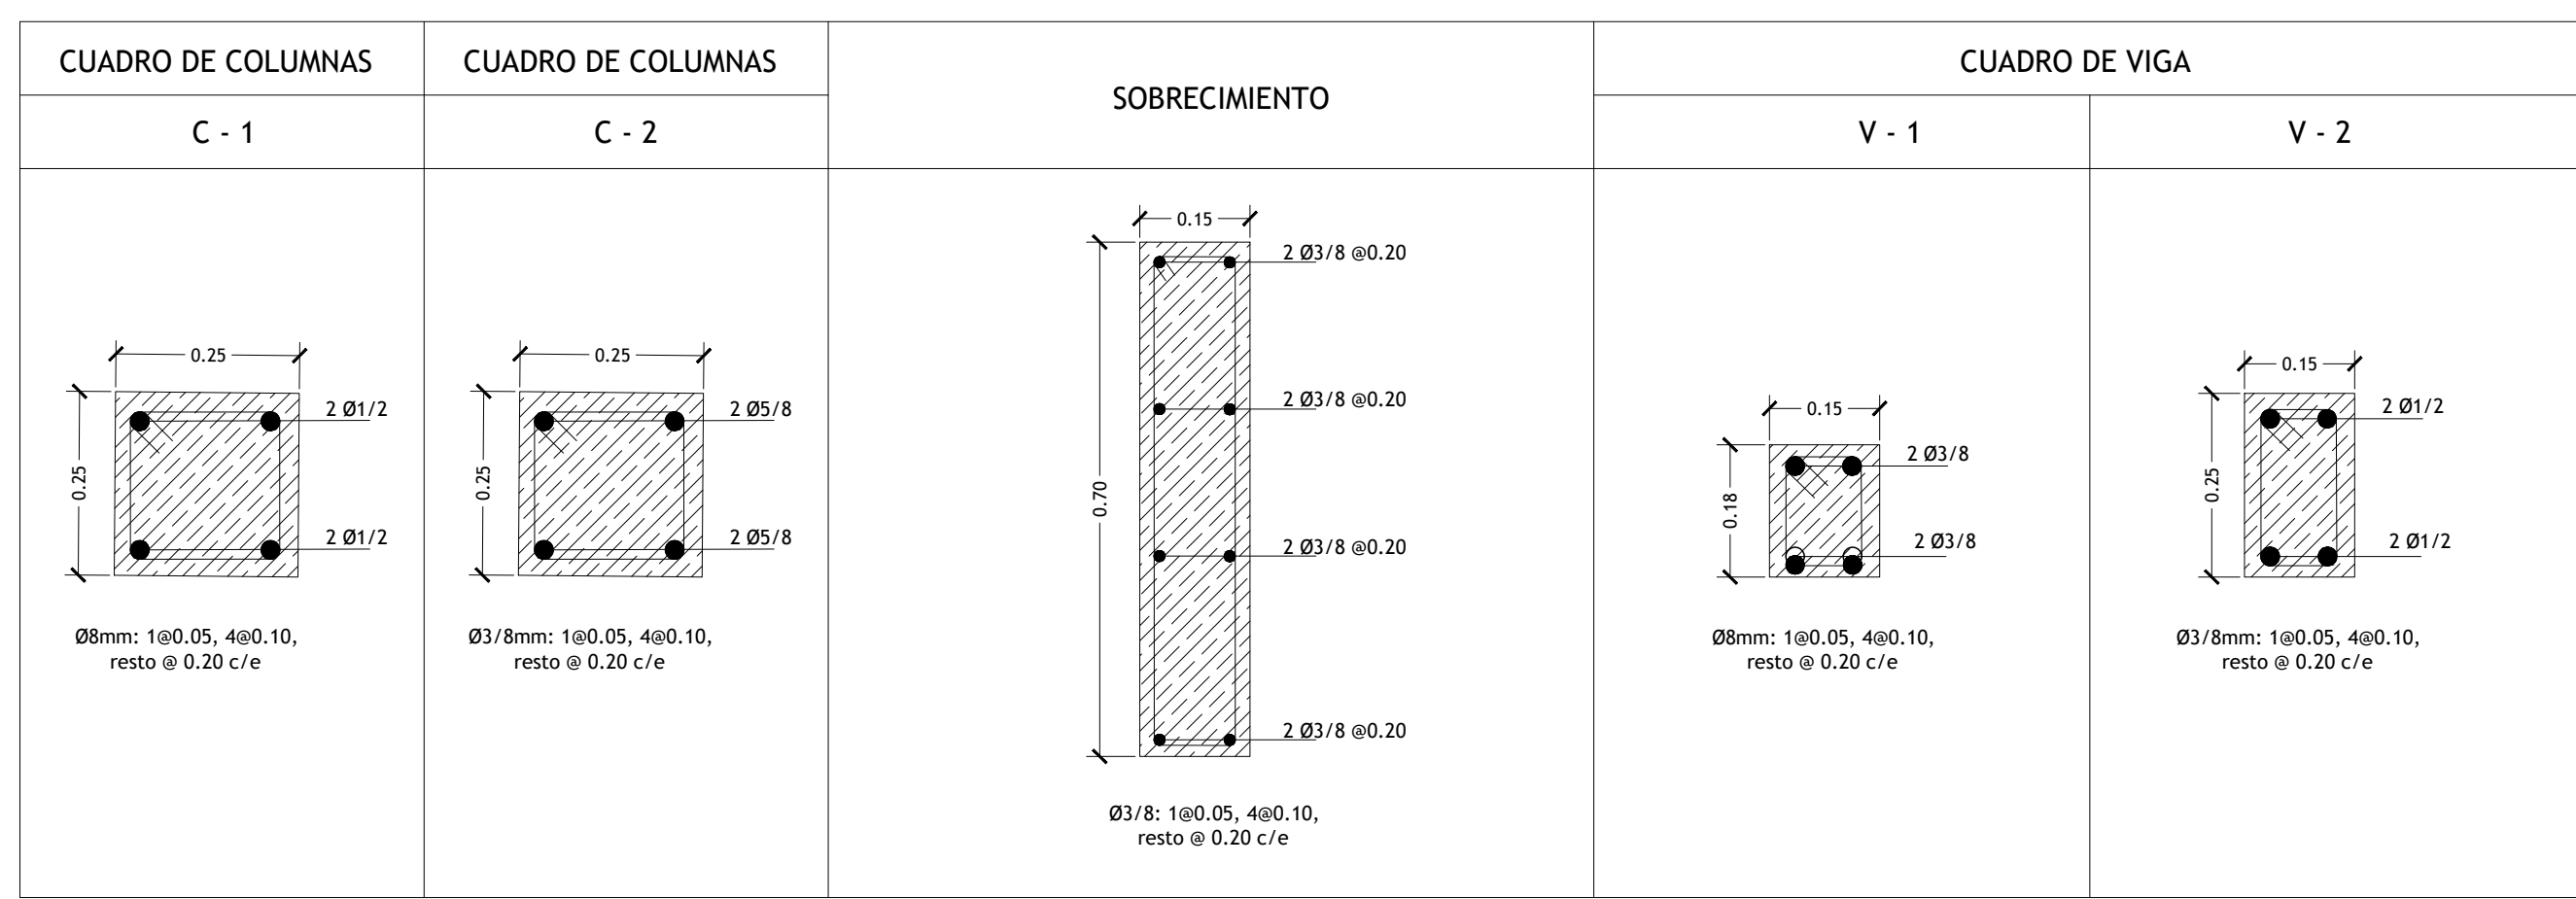 CUADRO DE COLUMNAS
C - 1
0.25
0.25
2 Ø1/2
2 Ø1/2
Ø8mm: 1@0.05, 4@0.10,
resto @ 0.20 c/e
CUADRO DE COLUMNAS
C - 2
0.25
0.25
2 Ø5/8
2 Ø5/8
Ø3/8mm: 1@0.05, 4@0.10,
resto @ 0.20 c/e
SOBRECIMIENTO
0.15
0.70
2 Ø3/8 @0.20
2 Ø3/8 @0.20
2 Ø3/8 @0.20
2 Ø3/8 @0.20
Ø3/8: 1@0.05, 4@0.10,
resto @ 0.20 c/e
CUADRO DE VIGA
V - 1
0.15
0.18
2 Ø3/8
2 Ø3/8
Ø8mm: 1@0.05, 4@0.10,
resto @ 0.20 c/e
V - 2
0.15
0.25
2 Ø1/2
2 Ø1/2
Ø3/8mm: 1@0.05, 4@0.10,
resto @ 0.20 c/e